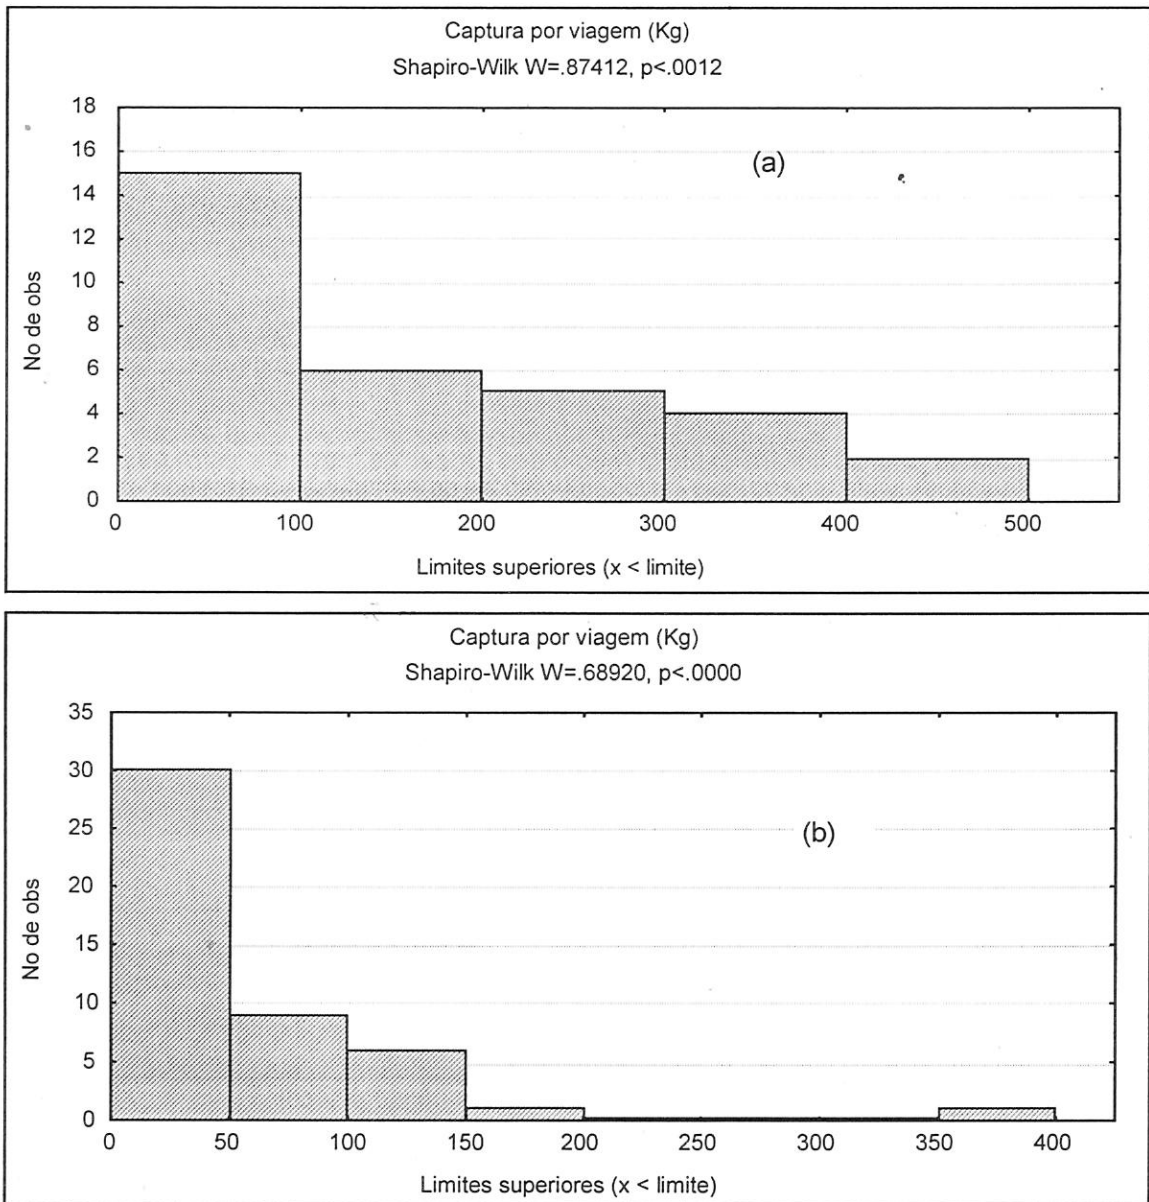 Captura por viagem (Kg)
Shapiro-Wilk W=.87412, p<.0012
18
16
14
12
10
8
6
4
2
0
No de obs
(a)
0 100 200 300 400 500
Limites superiores (x < limite)
Captura por viagem (Kg)
Shapiro-Wilk W=.68920, p<.0000
35
30
25
20
15
10
5
0
No de obs
(b)
0 50 100 150 200 250 300 350 400
Limites superiores (x < limite)